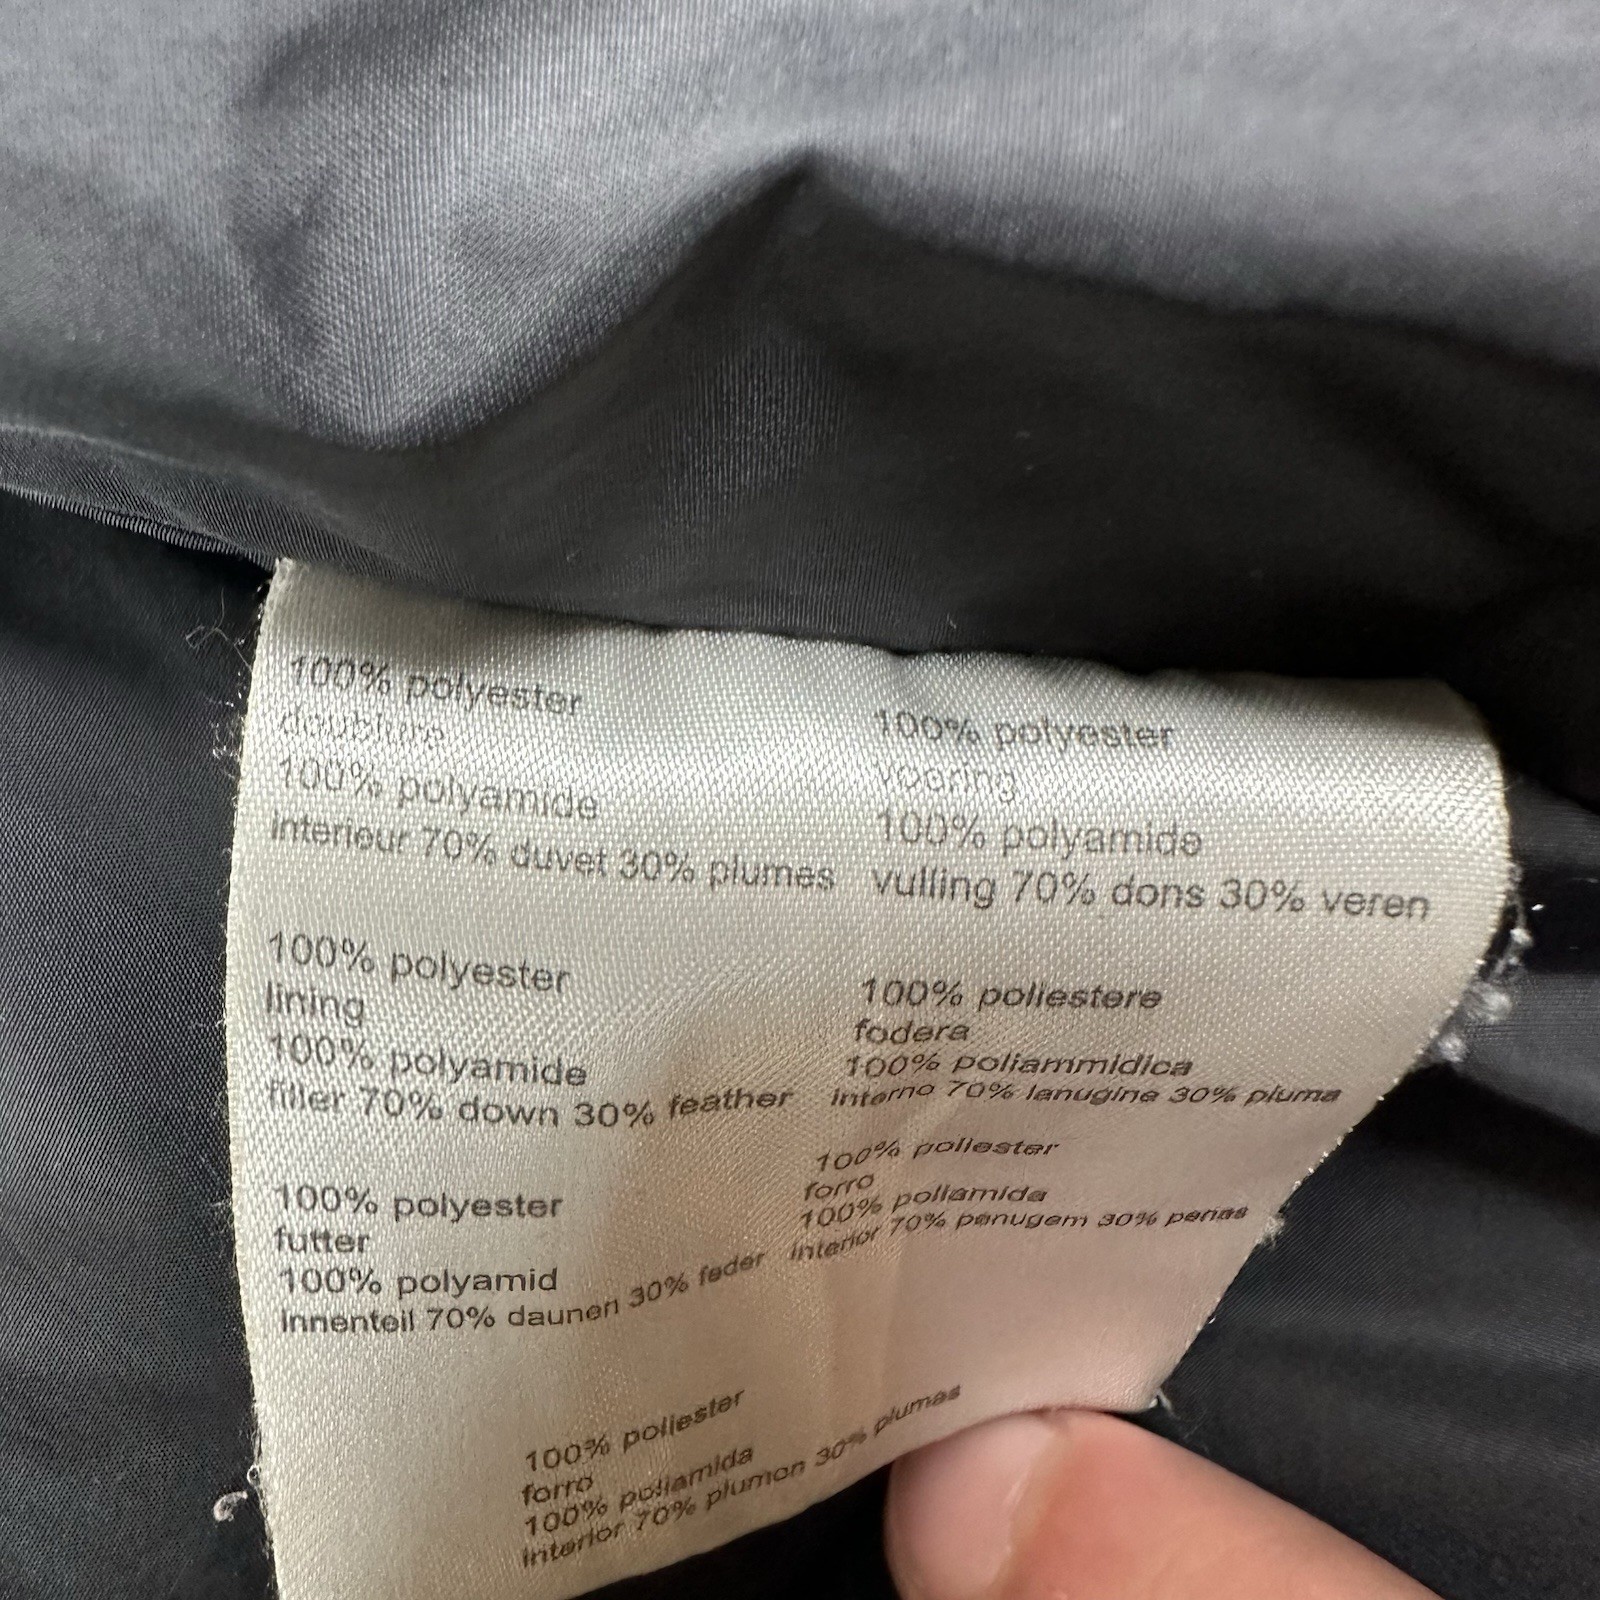 100% polyester
doublure
100% polyamide
interieur 70% duvet 30% plumes
100% polyester
lining
100% polyamide
filler 70% down 30% feather
100% polyester
futter
100% polyamid
Innenteil 70% daunen 30% feder
100% polyester
voering
100% polyamide
vulling 70% dons 30% veren
100% poliestere
fodera
100% poliammidica
interno 70% lanugine 30% piuma
100% poliester
forro
100% poliamida
interior 70% penugem 30% penas
100% poliester
forro
100% poliamida
interior 70% plumon 30% plumas